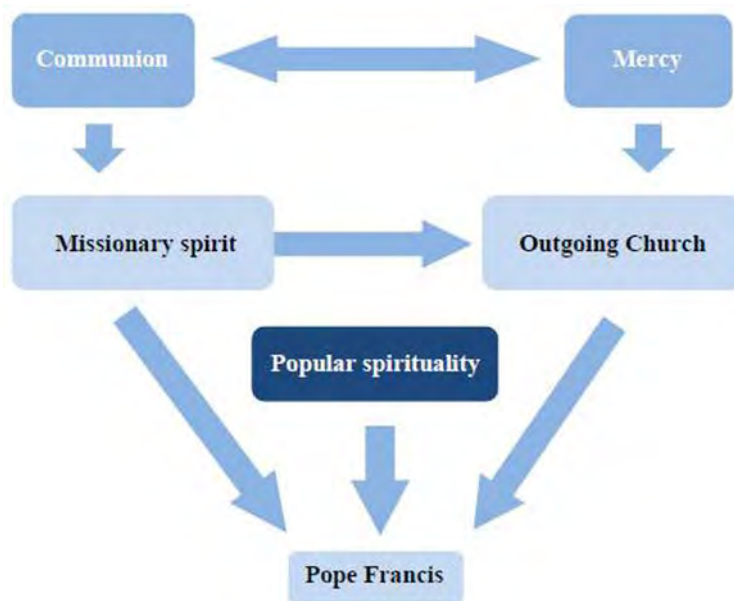 Communion
Mercy
Missionary spirit
Outgoing Church
Popular spirituality
Pope Francis